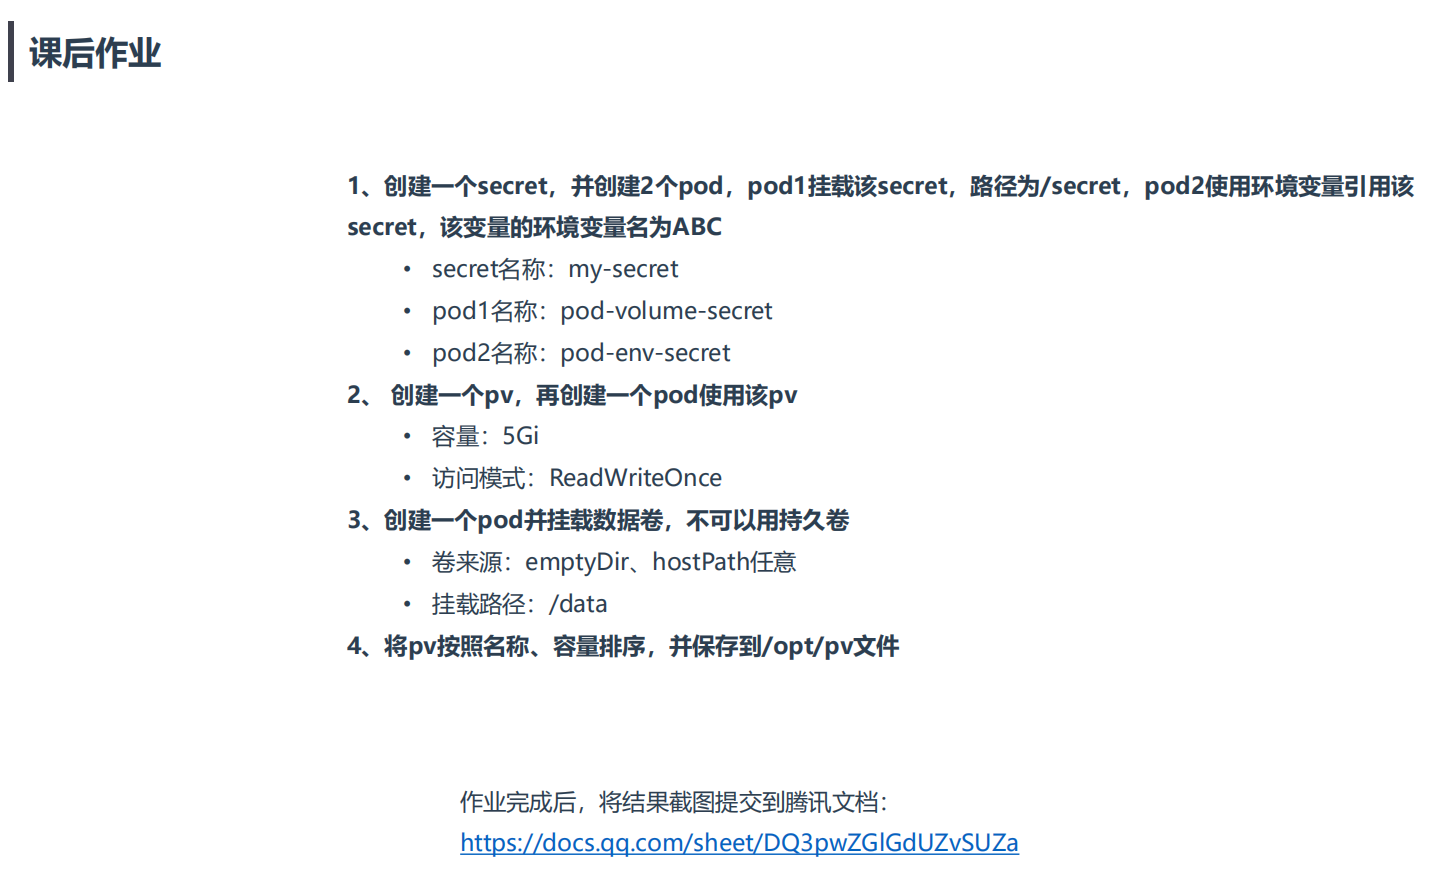 课后作业
1、创建一个secret，并创建2个pod，pod1挂载该secret，路径为/secret，pod2使用环境变量引用该
secret，该变量的环境变量名为ABC
• secret名称：my-secret
• pod1名称：pod-volume-secret
• pod2名称：pod-env-secret
2、 创建一个pv，再创建一个pod使用该pv
• 容量：5Gi
• 访问模式：ReadWriteOnce
3、创建一个pod并挂载数据卷，不可以用持久卷
• 卷来源：emptyDir、hostPath任意
• 挂载路径：/data
4、将pv按照名称、容量排序，并保存到/opt/pv文件
作业完成后，将结果截图提交到腾讯文档：
https://docs.qq.com/sheet/DQ3pwZGlGdUZvSUZa